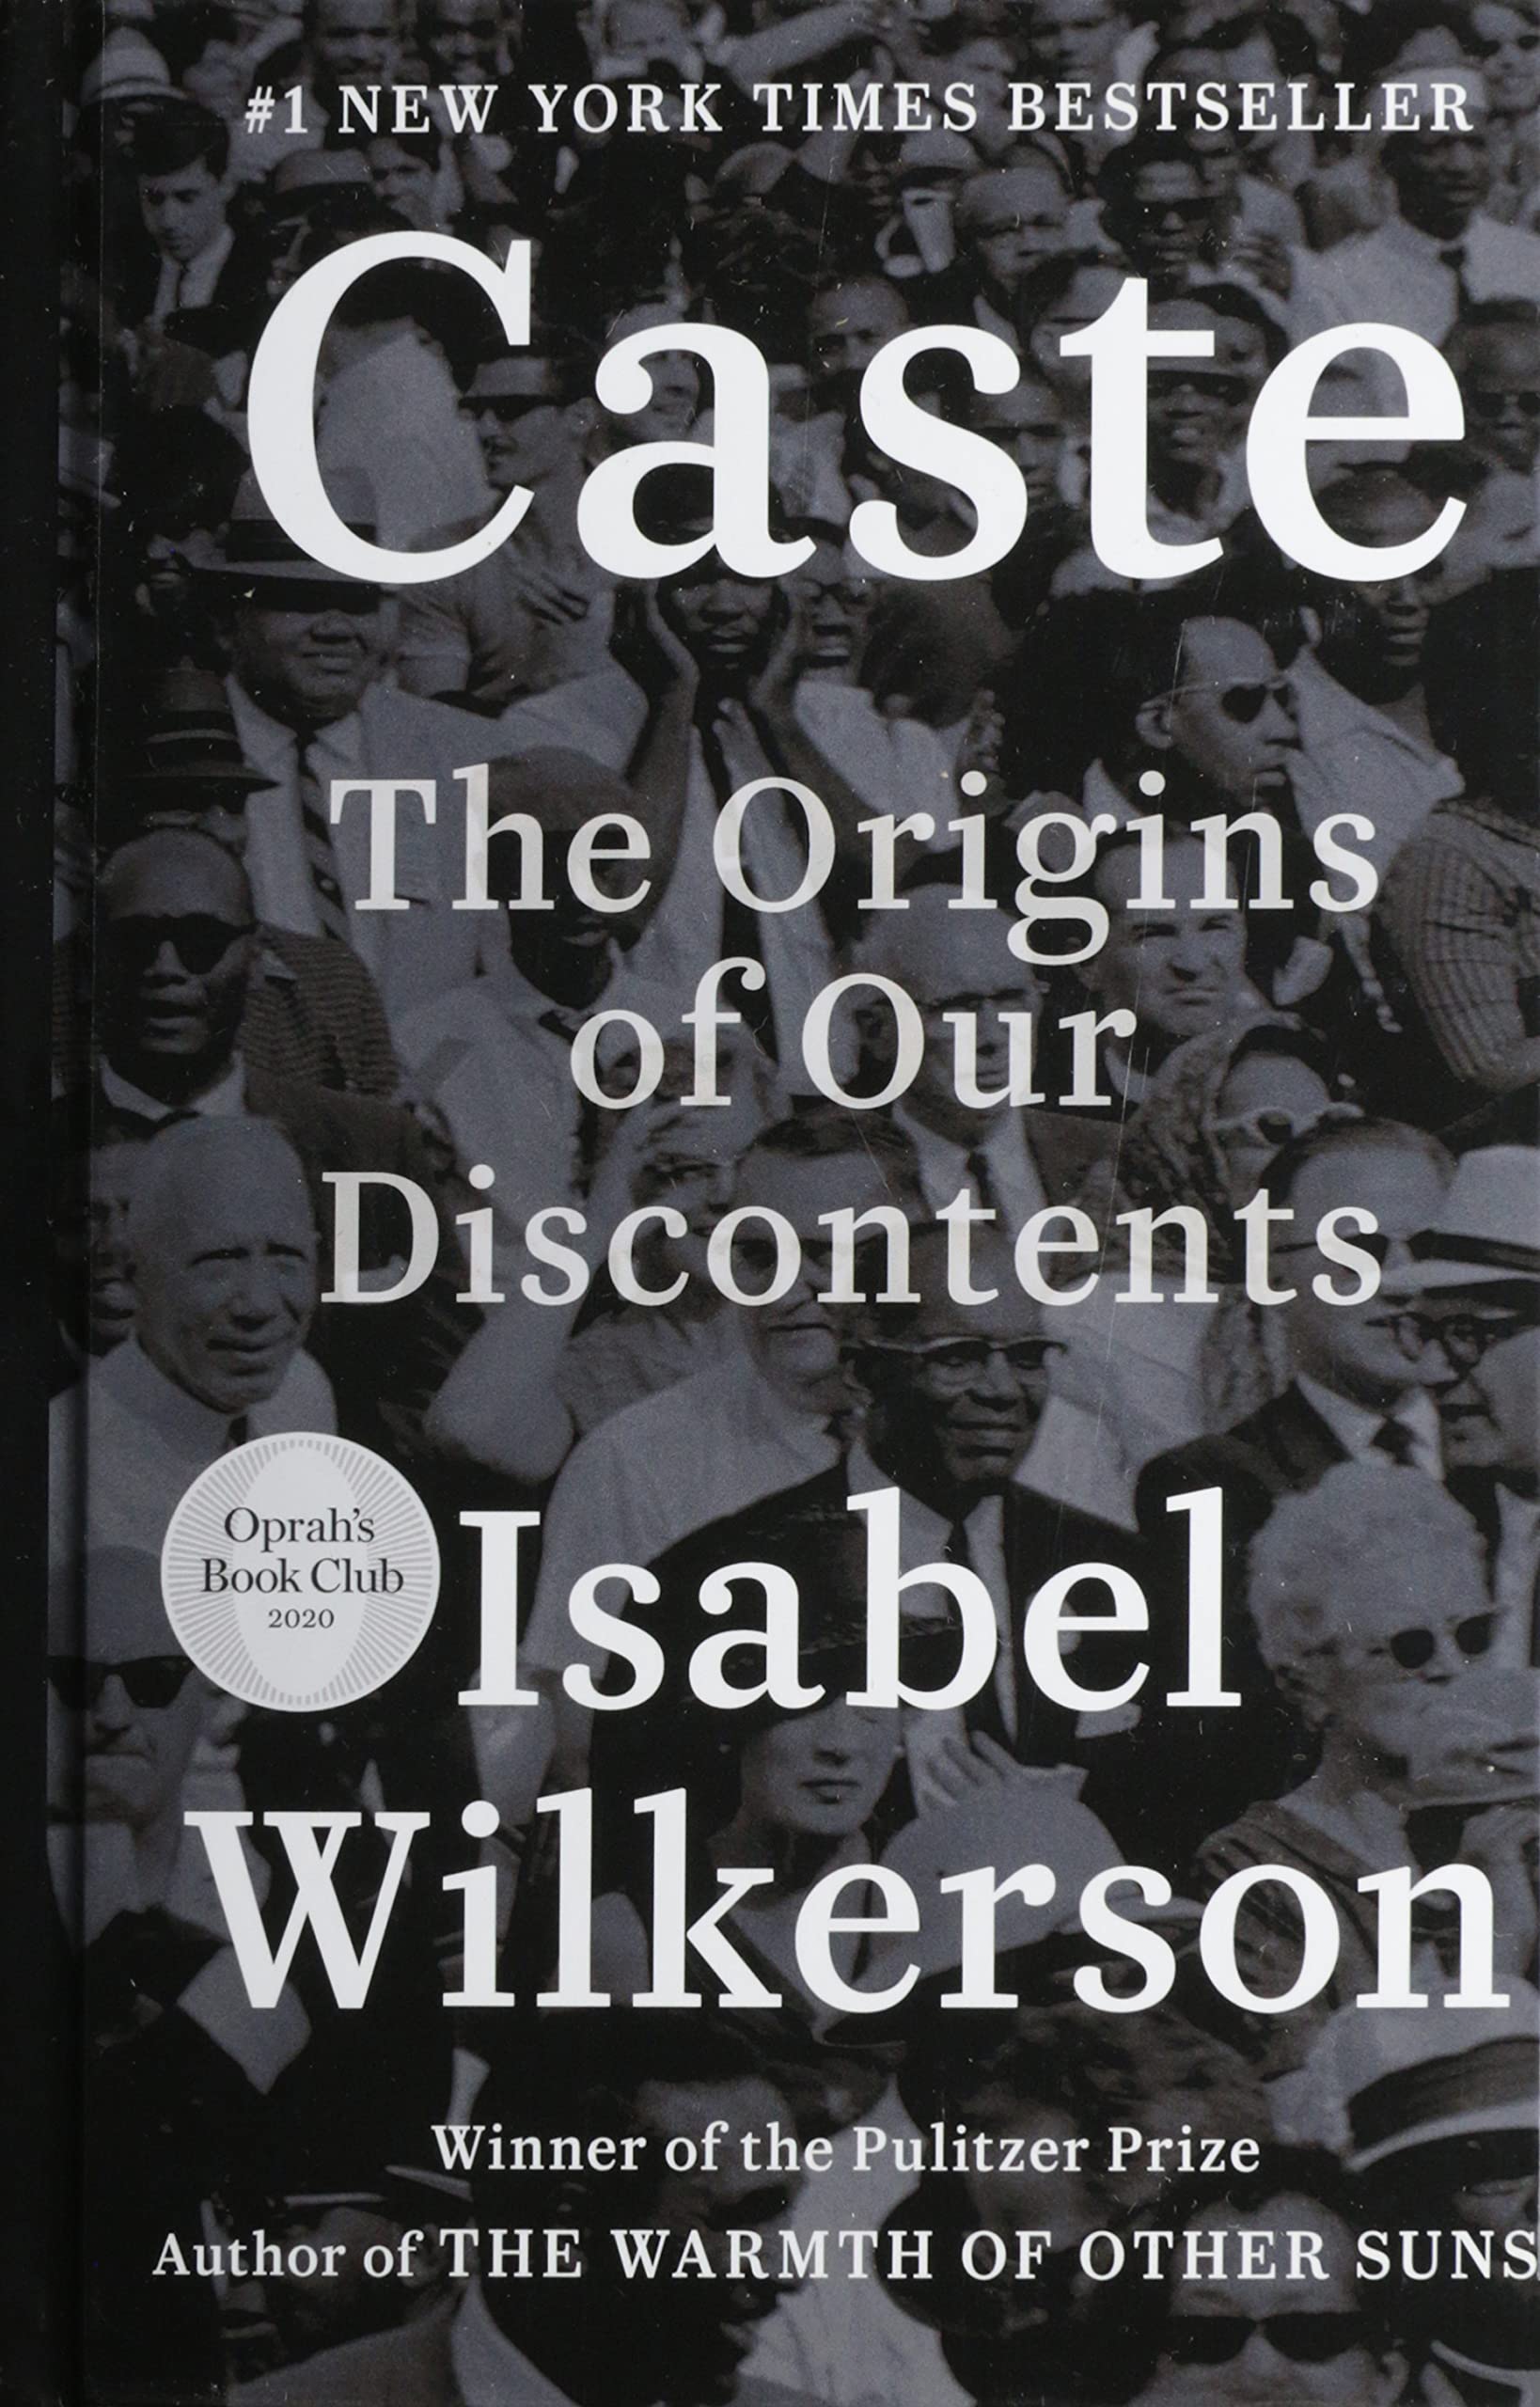 #1 NEW YORK TIMES BESTSELLER
Caste
The Origins
of Our
Discontents
Oprah's
Book Club
2020
Isabel
Wilkerson
Winner of the Pulitzer Prize
Author of THE WARMTH OF OTHER SUNS